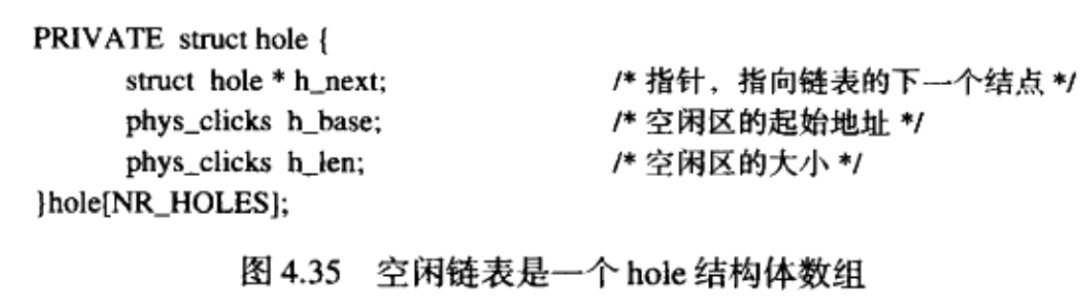 PRIVATE struct hole {
struct hole * h_next; /* 指针，指向链表的下一个结点 */
phys_clicks h_base; /* 空闲区的起始地址 */
phys_clicks h_len; /* 空闲区的大小 */
}hole[NR_HOLES];
图 4.35 空闲链表是一个 hole 结构体数组